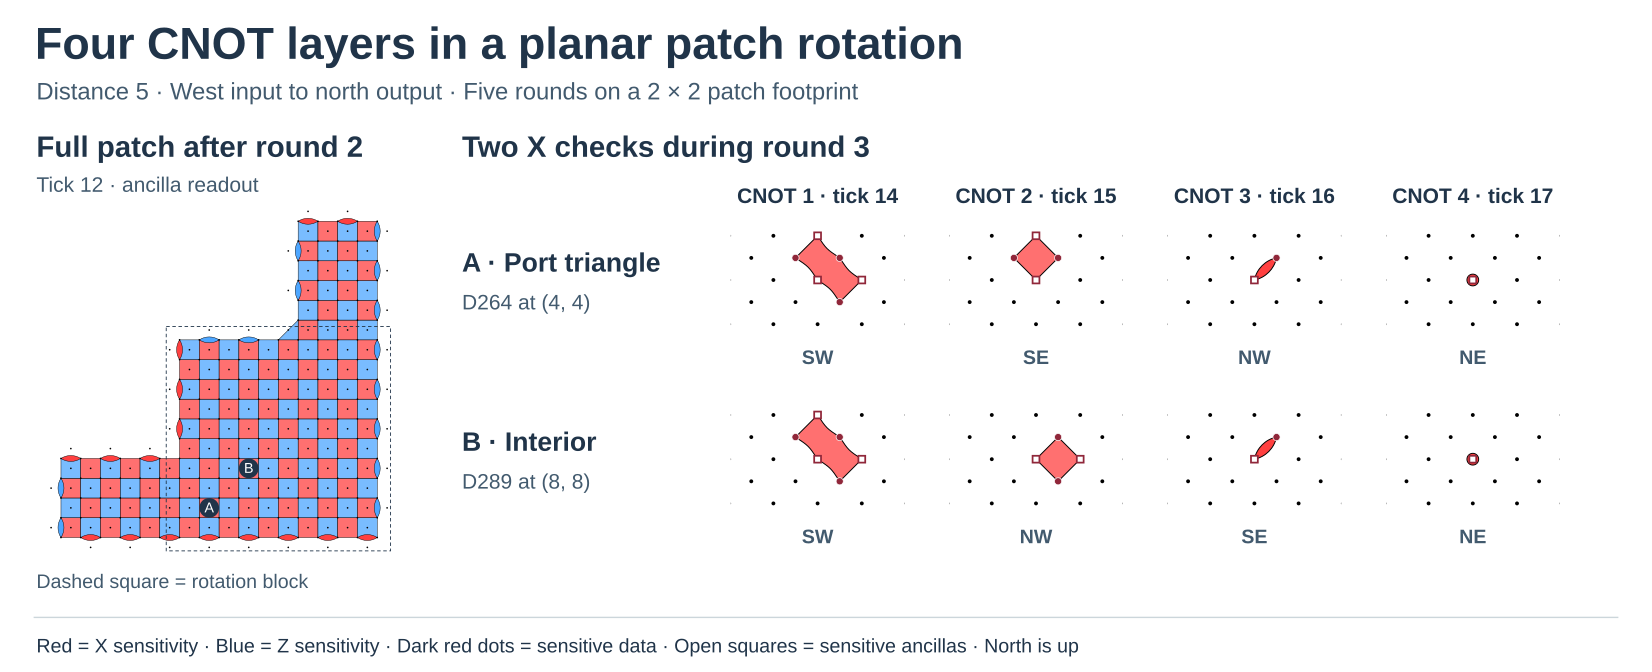 Four CNOT layers in a planar patch rotation
Distance 5 · West input to north output · Five rounds on a 2 × 2 patch footprint
Full patch after round 2
Tick 12 · ancilla readout
B
A
Dashed square = rotation block
Two X checks during round 3
CNOT 1 · tick 14 CNOT 2 · tick 15 CNOT 3 · tick 16 CNOT 4 · tick 17
A · Port triangle
D264 at (4, 4)
SW SE NW NE
B · Interior
D289 at (8, 8)
SW NW SE NE
Red = X sensitivity · Blue = Z sensitivity · Dark red dots = sensitive data · Open squares = sensitive ancillas · North is up